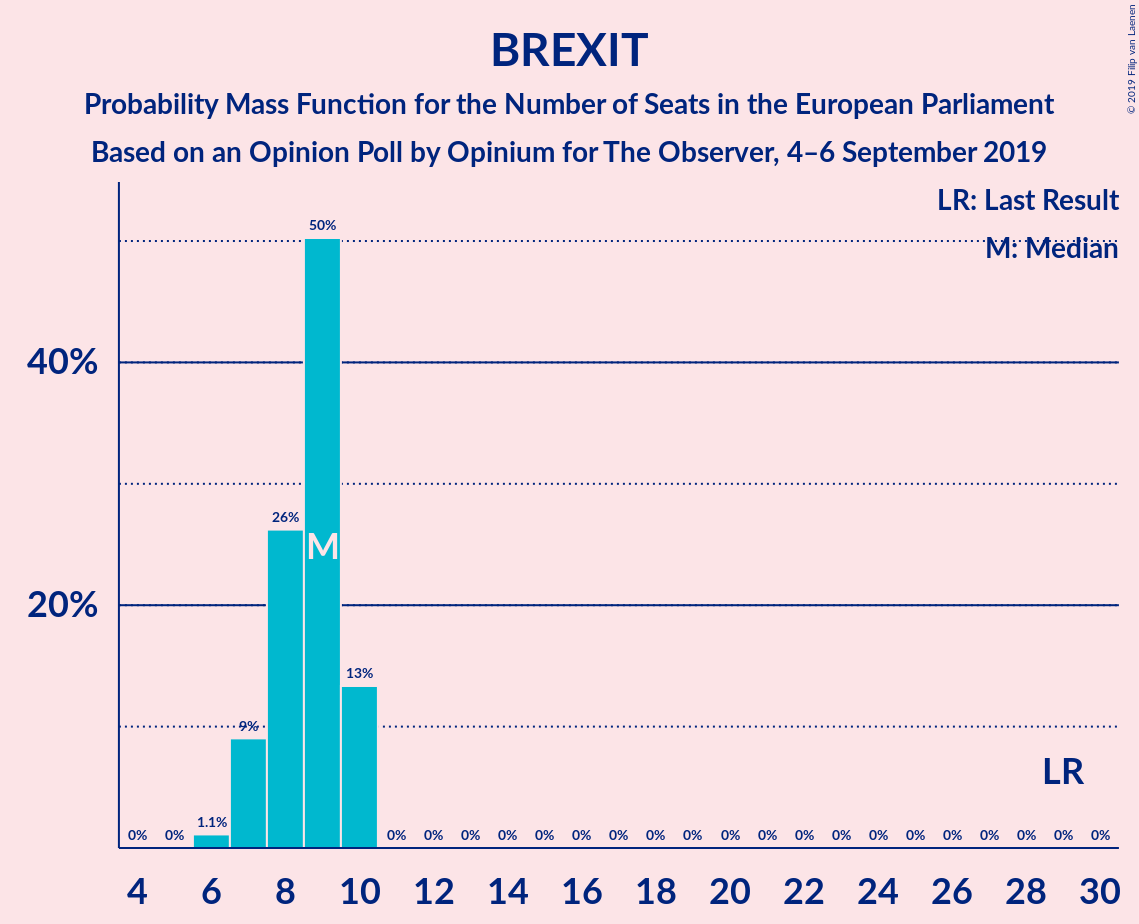 BREXIT
Probability Mass Function for the Number of Seats in the European Parliament
Based on an Opinion Poll by Opinium for The Observer, 4–6 September 2019
© 2019 Filip van Laenen
LR: Last Result
M: Median
50%
40%
26%
M
20%
13%
9%
LR
1.1%
0% 0% 0% 0% 0% 0% 0% 0% 0% 0% 0% 0% 0% 0% 0% 0% 0% 0% 0% 0% 0% 0%
4 6 8 10 12 14 16 18 20 22 24 26 28 30